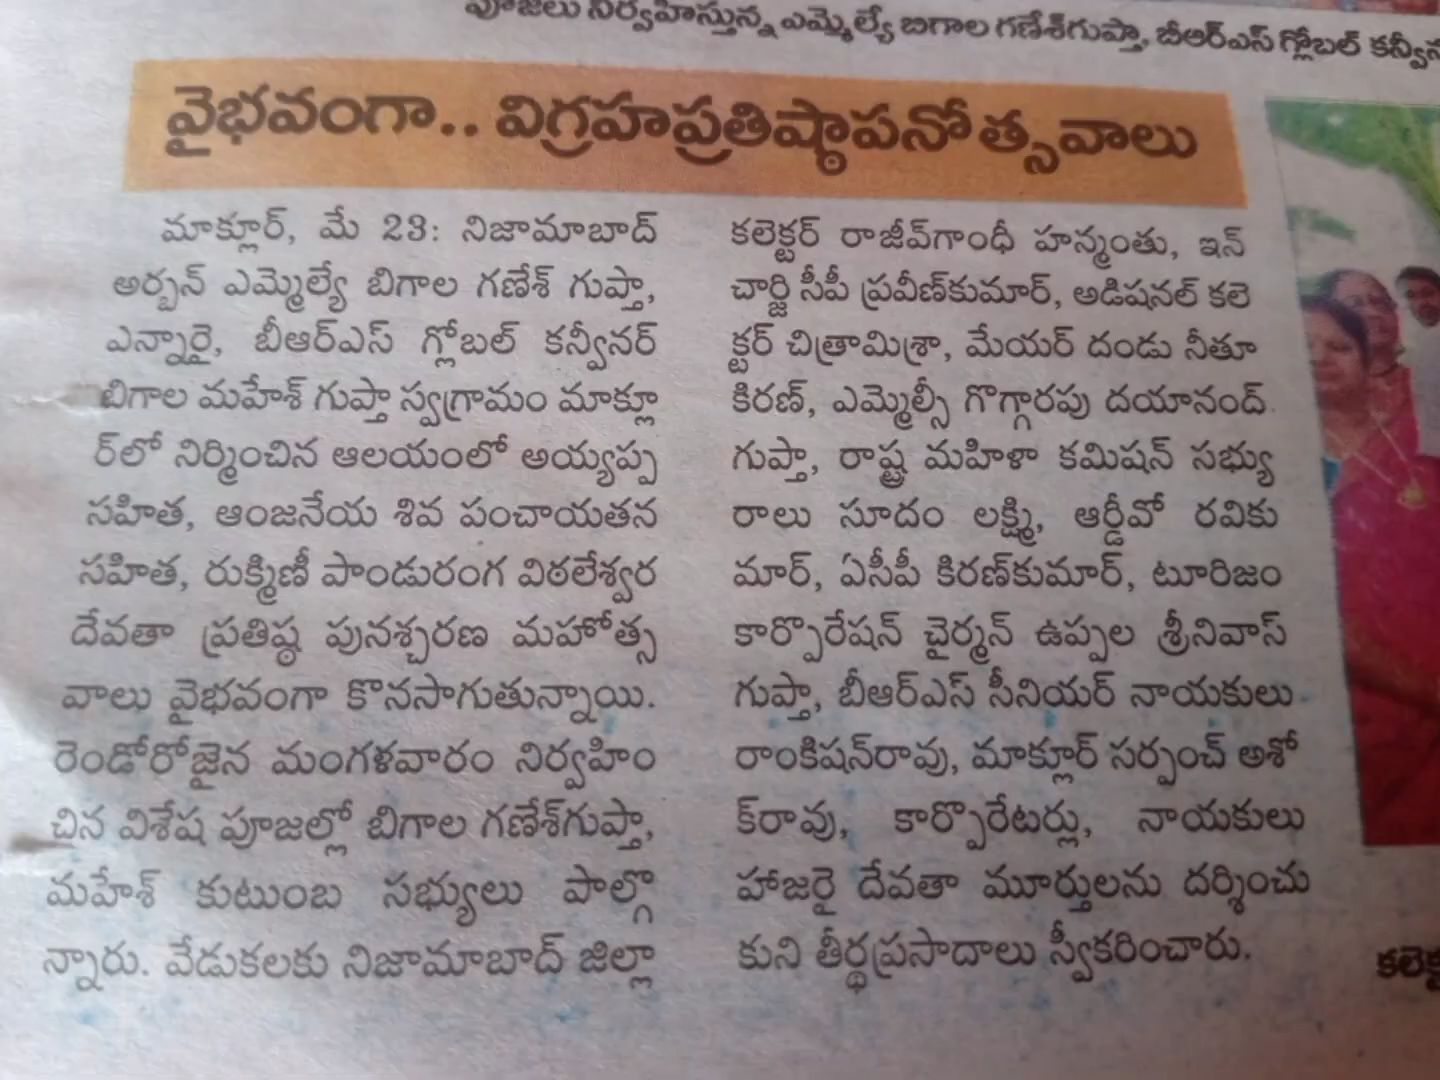 పూజలు నిర్వహిస్తున్న ఎమ్మెల్యే బిగాల గణేశ్‌గుప్తా, బీఆర్ఎస్ గ్లోబల్ కన్వీన
వైభవంగా.. విగ్రహప్రతిష్ఠాపనోత్సవాలు
మాక్లూర్, మే 23: నిజామాబాద్
అర్బన్ ఎమ్మెల్యే బిగాల గణేశ్ గుప్తా,
ఎన్నారై, బీఆర్ఎస్ గ్లోబల్ కన్వీనర్
బిగాల మహేశ్ గుప్తా స్వగ్రామం మాక్లూ
ర్‌లో నిర్మించిన ఆలయంలో అయ్యప్ప
సహిత, ఆంజనేయ శివ పంచాయతన
సహిత, రుక్మిణీ పాండురంగ విఠలేశ్వర
దేవతా ప్రతిష్ఠ పునశ్చరణ మహోత్స
వాలు వైభవంగా కొనసాగుతున్నాయి.
రెండోరోజైన మంగళవారం నిర్వహిం
చిన విశేష పూజల్లో బిగాల గణేశ్‌గుప్తా,
మహేశ్ కుటుంబ సభ్యులు పాల్గొ
న్నారు. వేడుకలకు నిజామాబాద్ జిల్లా
కలెక్టర్ రాజీవ్‌గాంధీ హన్మంతు, ఇన్
చార్జి సీపీ ప్రవీణ్‌కుమార్, అడిషనల్ కలె
క్టర్ చిత్రామిశ్రా, మేయర్ దండు నీతూ
కిరణ్, ఎమ్మెల్సీ గొగ్గారపు దయానంద్
గుప్తా, రాష్ట్ర మహిళా కమిషన్ సభ్యు
రాలు సూదం లక్ష్మి, ఆర్డీవో రవికు
మార్, ఏసీపీ కిరణ్‌కుమార్, టూరిజం
కార్పొరేషన్ చైర్మన్ ఉప్పల శ్రీనివాస్
గుప్తా, బీఆర్ఎస్ సీనియర్ నాయకులు
రాంకిషన్‌రావు, మాక్లూర్ సర్పంచ్ అశో
క్‌రావు, కార్పొరేటర్లు, నాయకులు
హాజరై దేవతా మూర్తులను దర్శించు
కుని తీర్థప్రసాదాలు స్వీకరించారు.
కలెక్ట